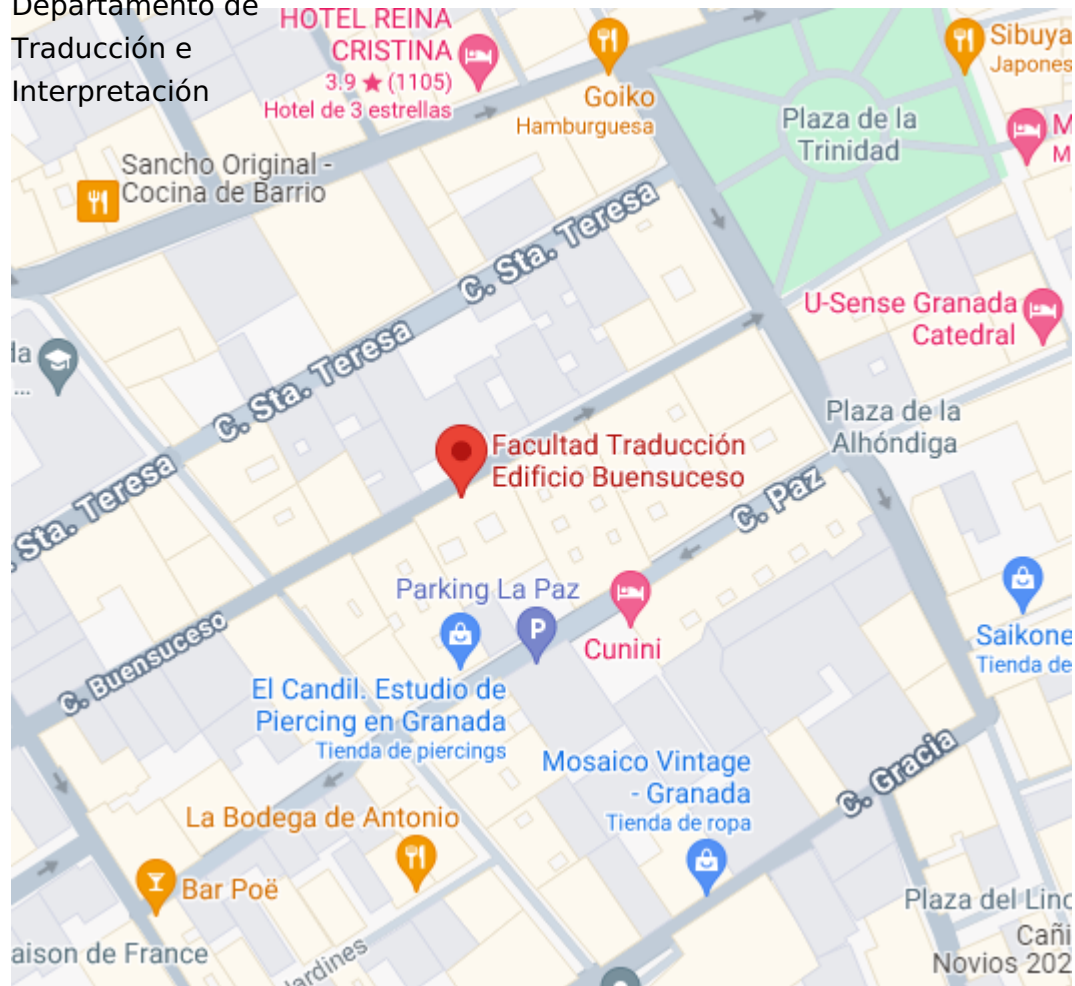 Departamento de
Traducción e
Interpretación
HOTEL REINA
CRISTINA
3.9 ★ (1105)
Hotel de 3 estrellas
Goiko
Hamburguesa
Sibuya
Japones
Plaza de la
Trinidad
M
M
Sancho Original -
Cocina de Barrio
C. Sta. Teresa
U-Sense Granada
Catedral
C. Sta. Teresa
da
...
Plaza de la
Alhóndiga
Facultad Traducción
Edificio Buensuceso
Sta. Teresa
C. Paz
Parking La Paz
P
Cunini
Saikone
Tienda de
C. Buensuceso
El Candil. Estudio de
Piercing en Granada
Tienda de piercings
Mosaico Vintage
- Granada
Tienda de ropa
C. Gracia
La Bodega de Antonio
Bar Poë
Plaza del Linc
Cañi
Novios 202
aison de France
Jardines